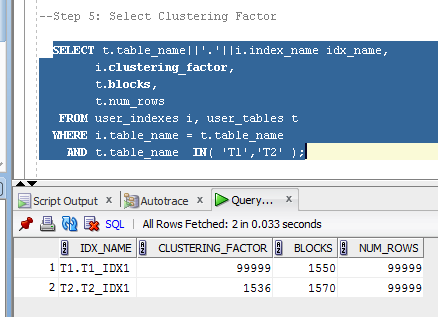 --Step 5: Select Clustering Factor
SELECT t.table_name||'.'||i.index_name idx_name,
i.clustering_factor,
t.blocks,
t.num_rows
FROM user_indexes i, user_tables t
WHERE i.table_name = t.table_name
AND t.table_name  IN( 'T1','T2' );
Script Output x Autotrace x Query... x
SQL | All Rows Fetched: 2 in 0.033 seconds
IDX_NAME CLUSTERING_FACTOR BLOCKS NUM_ROWS
1 T1.T1_IDX1 99999 1550 99999
2 T2.T2_IDX1 1536 1570 99999